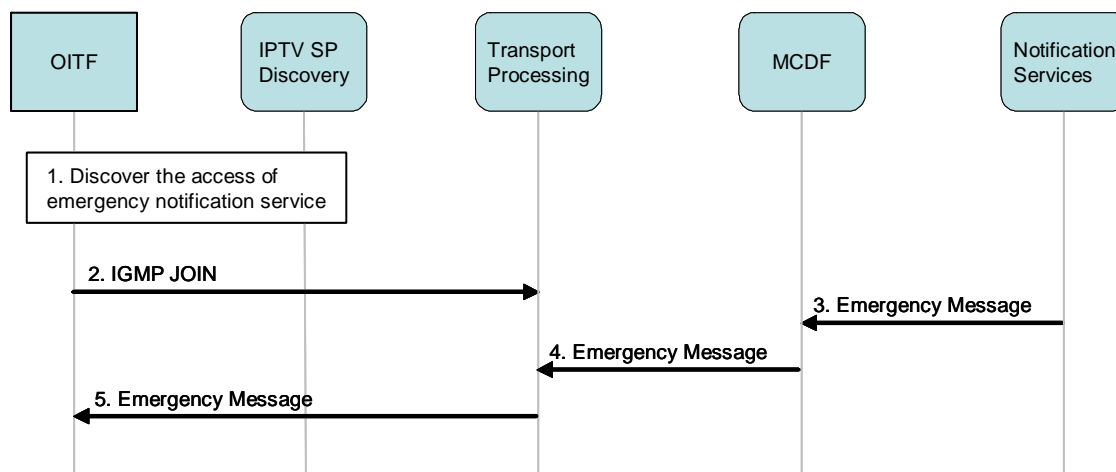 OITF
IPTV SP
Discovery
Transport
Processing
MCDF
Notification
Services
1. Discover the access of
emergency notification service
2. IGMP JOIN
3. Emergency Message
4. Emergency Message
5. Emergency Message